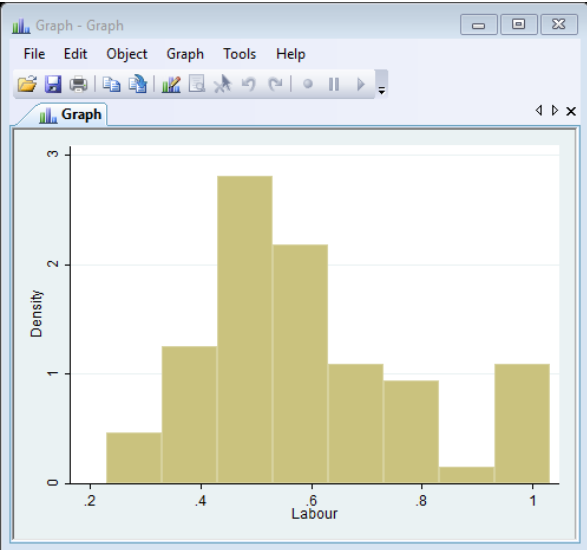 Graph - Graph
File Edit Object Graph Tools Help
Graph
3
2
1
0
Density
.2 .4 .6 .8 1
Labour